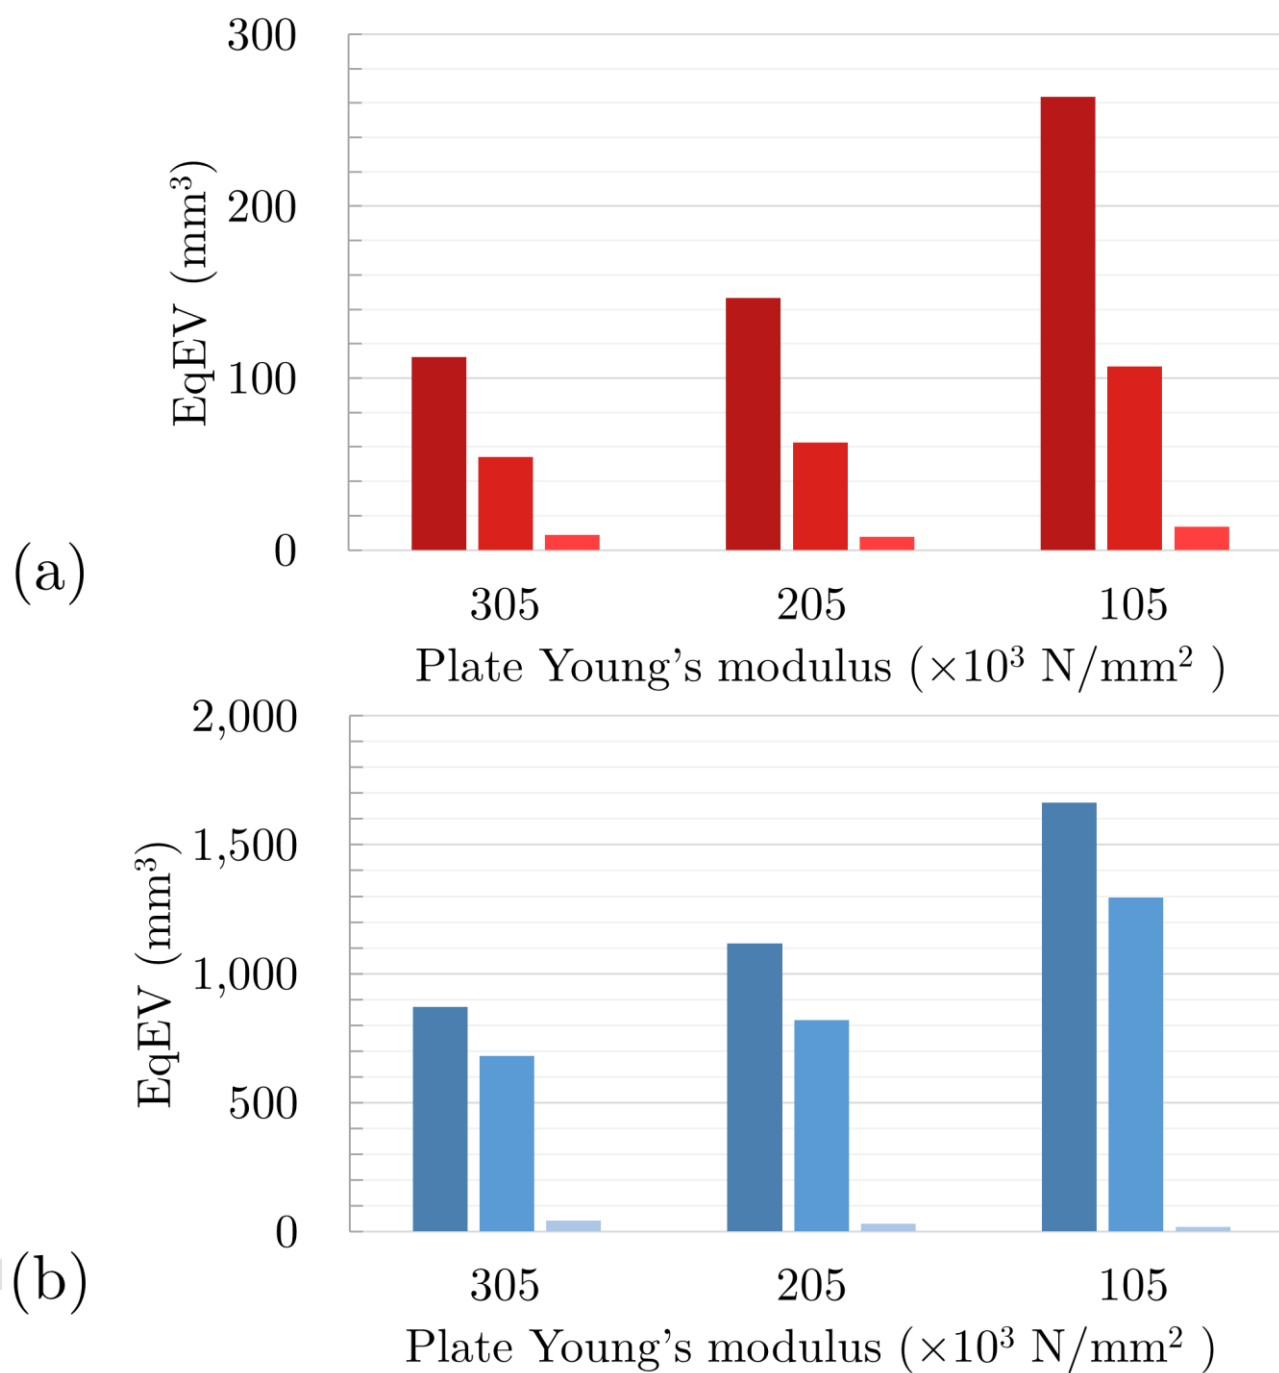 300
200
100
0
EqEV (mm³)
305 205 105
Plate Young's modulus (×10³ N/mm² )
(a)
2,000
1,500
1,000
500
0
EqEV (mm³)
305 205 105
Plate Young's modulus (×10³ N/mm² )
(b)